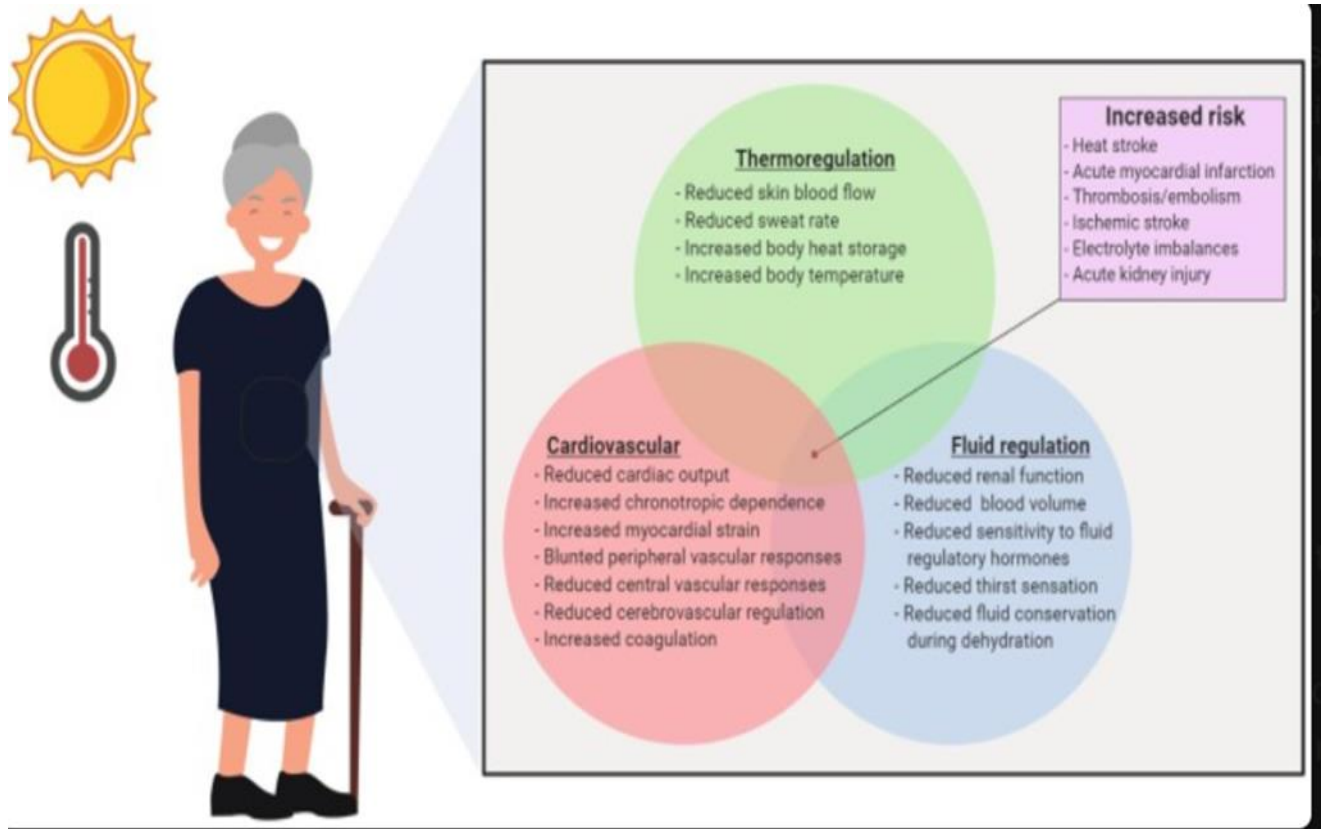 Thermoregulation
- Reduced skin blood flow
- Reduced sweat rate
- Increased body heat storage
- Increased body temperature
Increased risk
- Heat stroke
- Acute myocardial infarction
- Thrombosis/embolism
- Ischemic stroke
- Electrolyte imbalances
- Acute kidney injury
Cardiovascular
- Reduced cardiac output
- Increased chronotropic dependence
- Increased myocardial strain
- Blunted peripheral vascular responses
- Reduced central vascular responses
- Reduced cerebrovascular regulation
- Increased coagulation
Fluid regulation
- Reduced renal function
- Reduced blood volume
- Reduced sensitivity to fluid
regulatory hormones
- Reduced thirst sensation
- Reduced fluid conservation
during dehydration